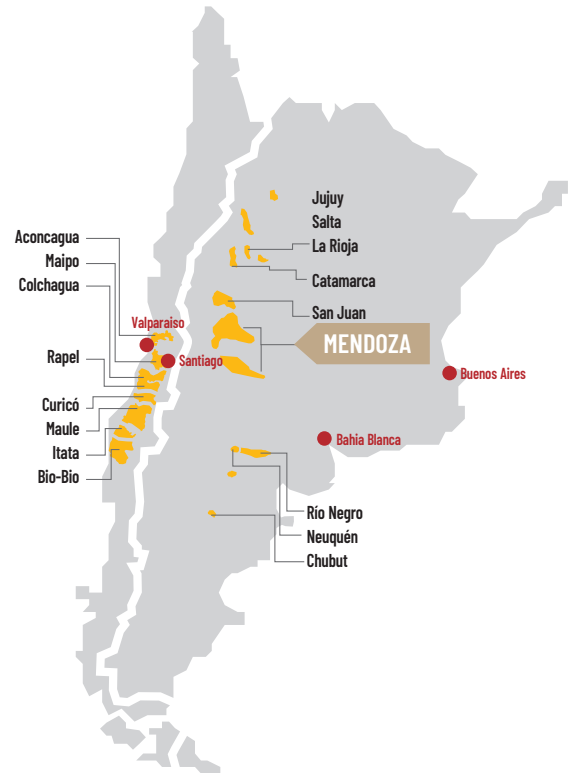 Jujuy
Salta
La Rioja
Catamarca
San Juan
MENDOZA
Aconcagua
Maipo
Colchagua
Valparaiso
Santiago
Rapel
Curicó
Maule
Itata
Bio-Bio
Buenos Aires
Bahia Blanca
Río Negro
Neuquén
Chubut